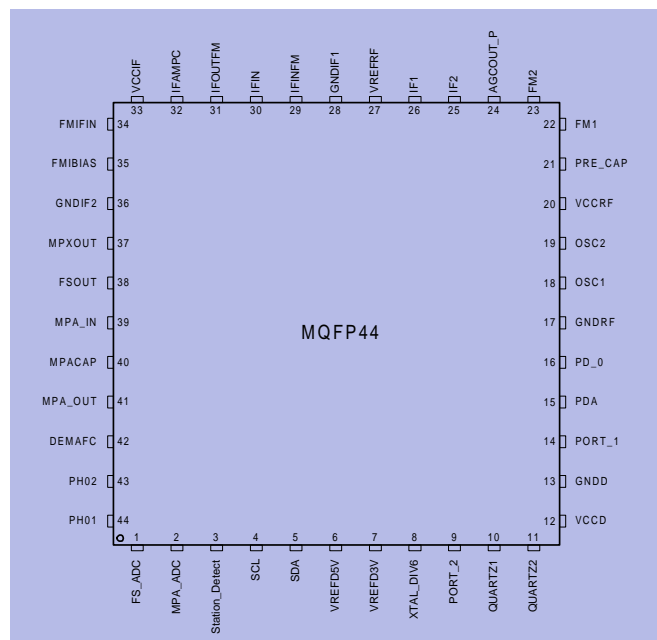 VCCIF
IFAMPC
IFOUTFM
IFIN
IFINFM
GNDIF1
VREFRF
IF1
IF2
AGCOUT_P
FM2
33 32 31 30 29 28 27 26 25 24 23
FMIFIN 34 22 FM1
FMIBIAS 35 21 PRE_CAP
GNDIF2 36 20 VCCRF
MPXOUT 37 19 OSC2
FSOUT 38 18 OSC1
MPA_IN 39 17 GNDRF
MQFP44
MPACAP 40 16 PD_0
MPA_OUT 41 15 PDA
DEMAFC 42 14 PORT_1
PH02 43 13 GNDD
PH01 44 12 VCCD
1 2 3 4 5 6 7 8 9 10 11
FS_ADC
MPA_ADC
Station_Detect
SCL
SDA
VREFD5V
VREFD3V
XTAL_DIV6
PORT_2
QUARTZ1
QUARTZ2